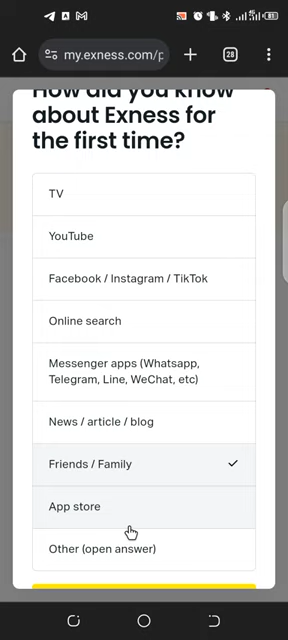 my.exness.com/p
28
How did you know
about Exness for
the first time?
TV
YouTube
Facebook / Instagram / TikTok
Online search
Messenger apps (Whatsapp,
Telegram, Line, WeChat, etc)
News / article / blog
Friends / Family
App store
Other (open answer)